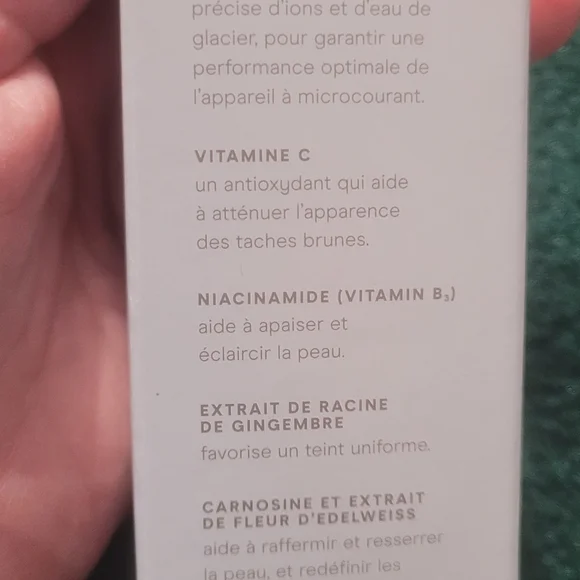 précise d'ions et d'eau de
glacier, pour garantir une
performance optimale de
l'appareil à microcourant.
VITAMINE C
un antioxydant qui aide
à atténuer l'apparence
des taches brunes.
NIACINAMIDE (VITAMIN B₃)
aide à apaiser et
éclaircir la peau.
EXTRAIT DE RACINE
DE GINGEMBRE
favorise un teint uniforme.
CARNOSINE ET EXTRAIT
DE FLEUR D'EDELWEISS
aide à raffermir et resserrer
la peau, et redéfinir les